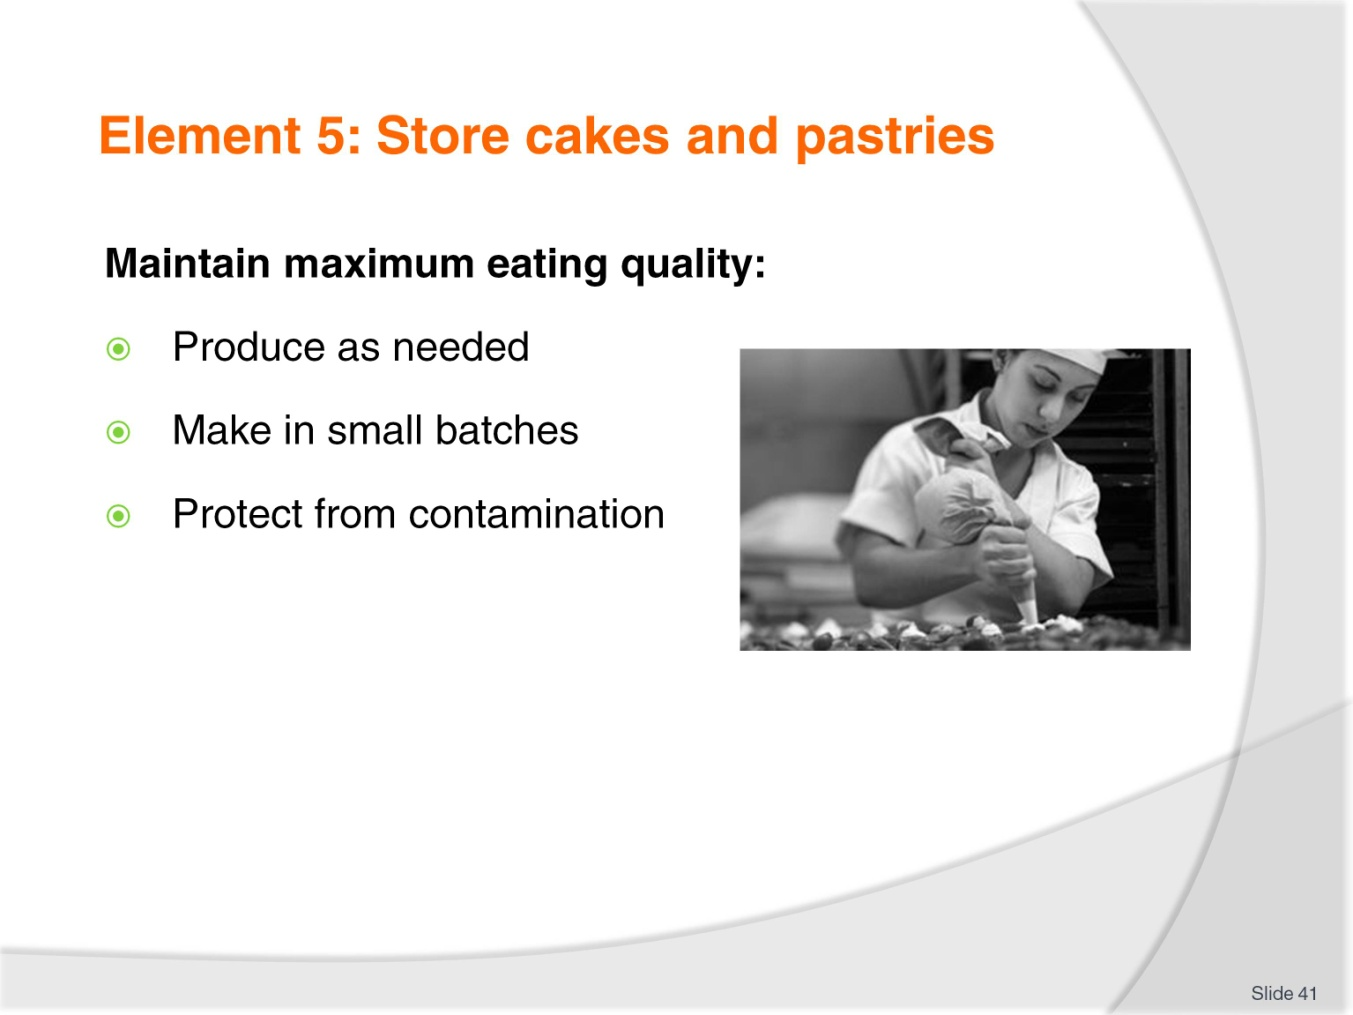 Element 5: Store cakes and pastries
Maintain maximum eating quality:
Produce as needed
Make in small batches
Protect from contamination
Slide 41